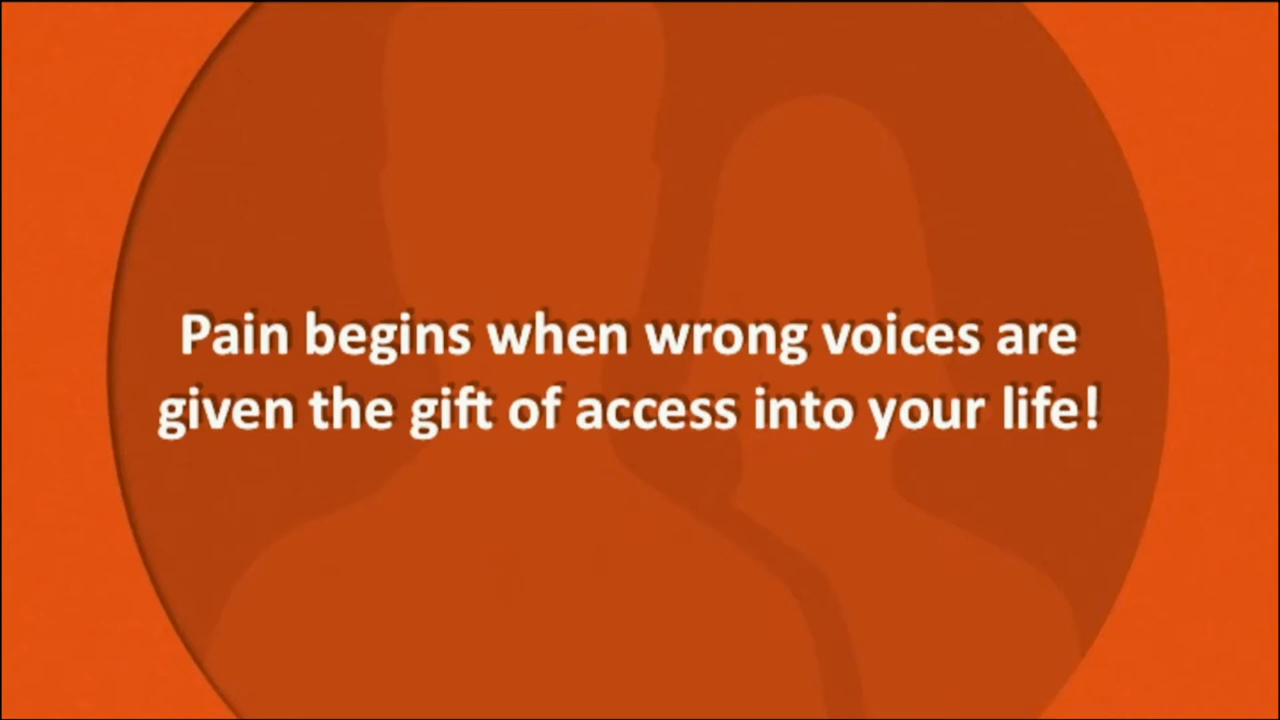 Pain begins when wrong voices are
given the gift of access into your life!